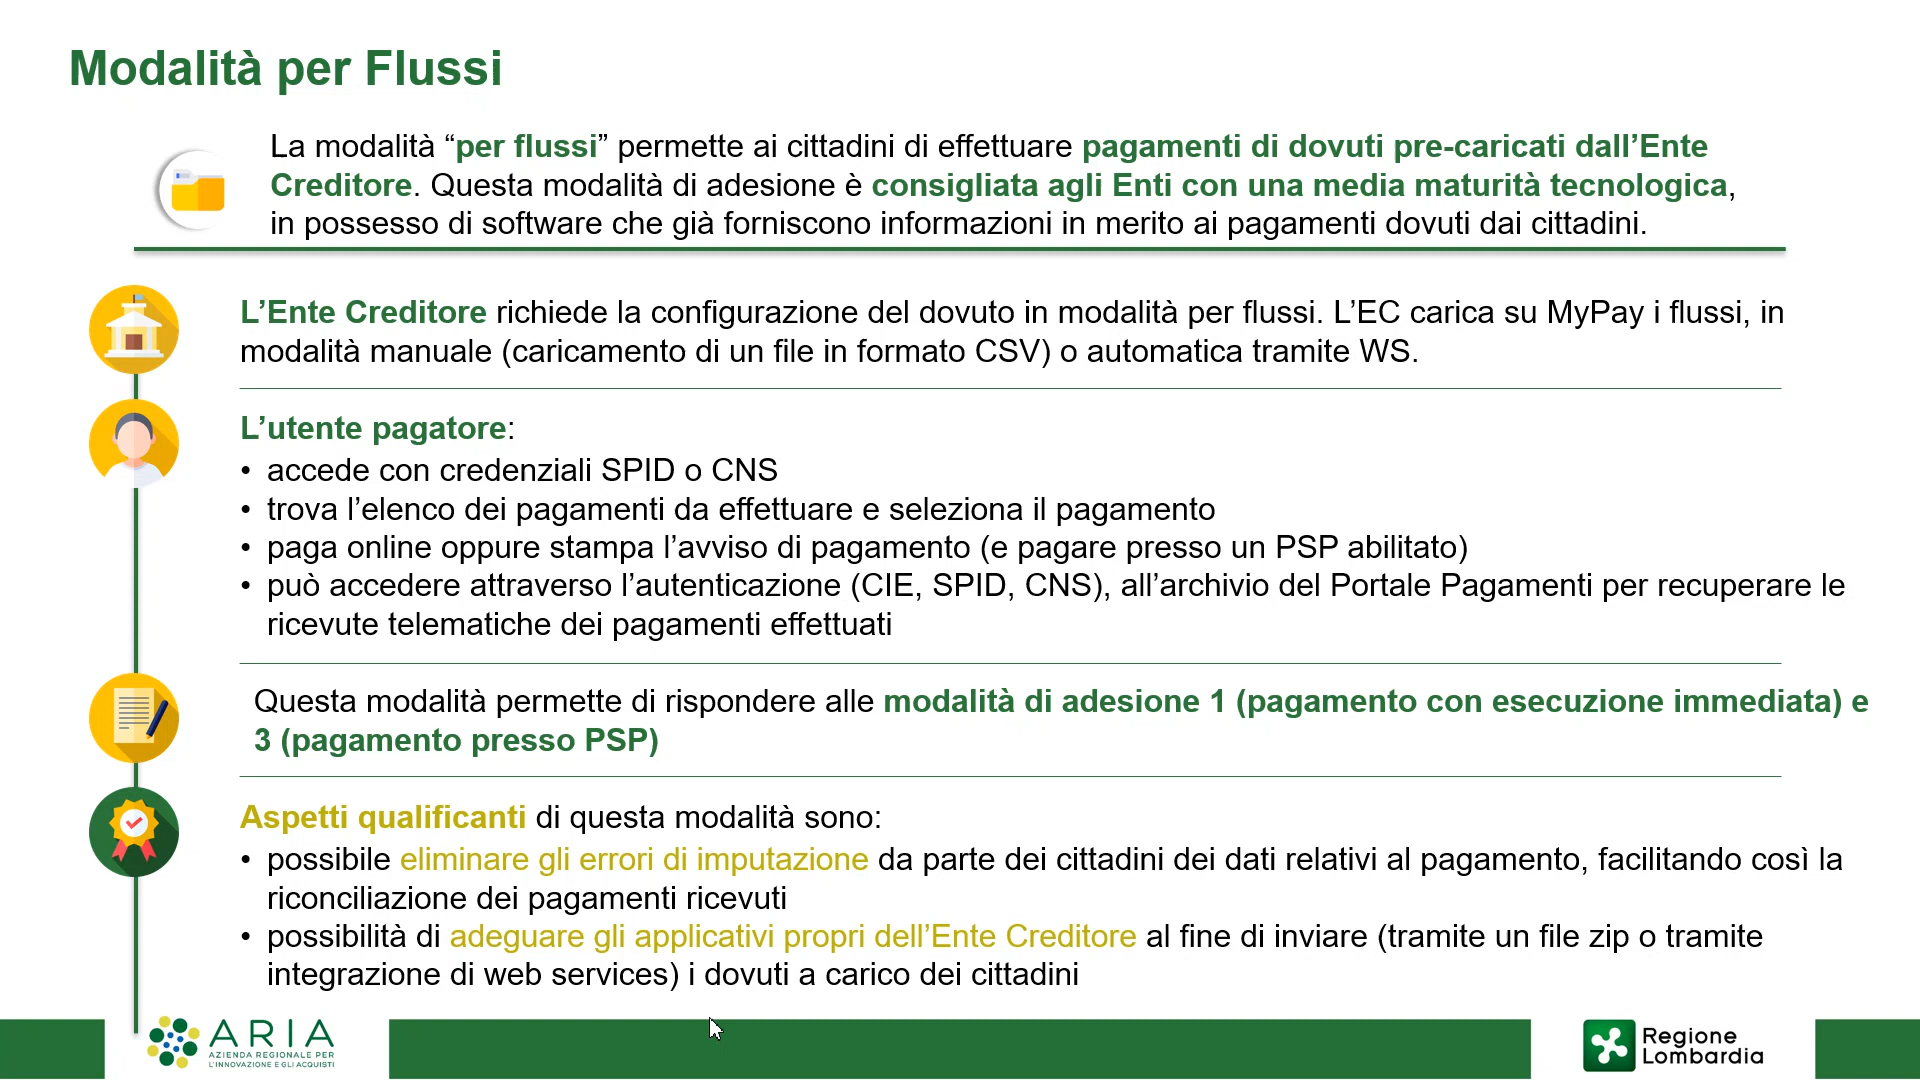 Modalità per Flussi
La modalità “per flussi” permette ai cittadini di effettuare pagamenti di dovuti pre-caricati dall’Ente
Creditore. Questa modalità di adesione è consigliata agli Enti con una media maturità tecnologica,
in possesso di software che già forniscono informazioni in merito ai pagamenti dovuti dai cittadini.
L’Ente Creditore richiede la configurazione del dovuto in modalità per flussi. L’EC carica su MyPay i flussi, in
modalità manuale (caricamento di un file in formato CSV) o automatica tramite WS.
L’utente pagatore:
• accede con credenziali SPID o CNS
• trova l’elenco dei pagamenti da effettuare e seleziona il pagamento
• paga online oppure stampa l’avviso di pagamento (e pagare presso un PSP abilitato)
• può accedere attraverso l’autenticazione (CIE, SPID, CNS), all’archivio del Portale Pagamenti per recuperare le
ricevute telematiche dei pagamenti effettuati
Questa modalità permette di rispondere alle modalità di adesione 1 (pagamento con esecuzione immediata) e
3 (pagamento presso PSP)
Aspetti qualificanti di questa modalità sono:
• possibile eliminare gli errori di imputazione da parte dei cittadini dei dati relativi al pagamento, facilitando così la
riconciliazione dei pagamenti ricevuti
• possibilità di adeguare gli applicativi propri dell’Ente Creditore al fine di inviare (tramite un file zip o tramite
integrazione di web services) i dovuti a carico dei cittadini
ARIA
AZIENDA REGIONALE PER
L'INNOVAZIONE E GLI ACQUISTI
Regione
Lombardia